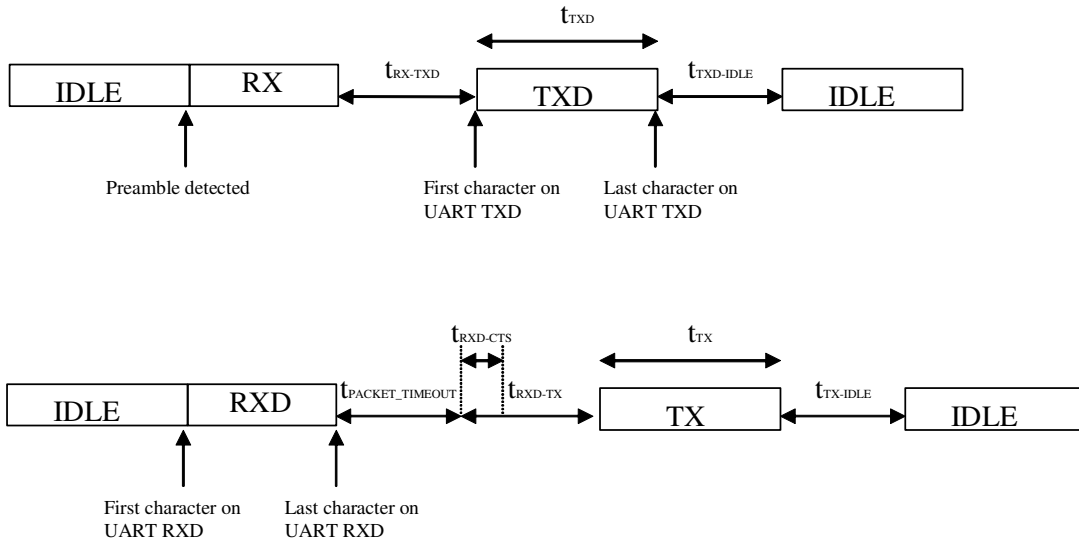 tTXD
IDLE RX tRX-TXD TXD tTXD-IDLE IDLE
Preamble detected
First character on
UART TXD
Last character on
UART TXD
tRXD-CTS
tTX
IDLE RXD tPACKET_TIMEOUT tRXD-TX TX tTX-IDLE IDLE
First character on
UART RXD
Last character on
UART RXD